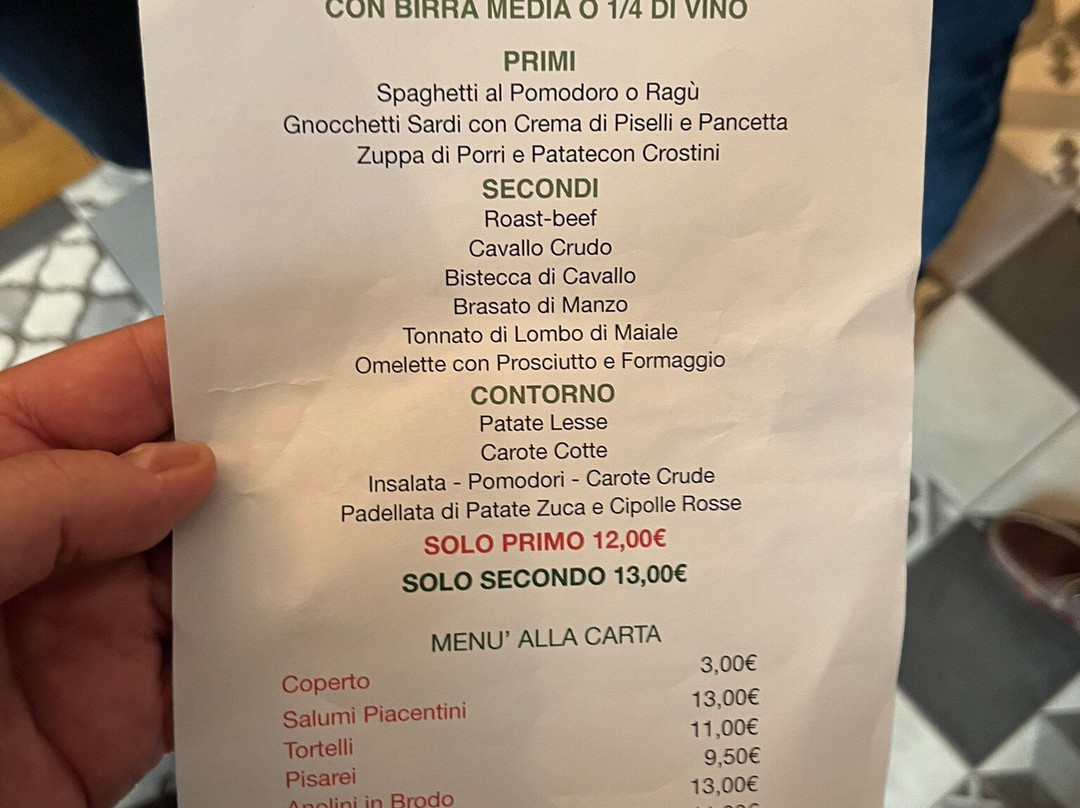 CON BIRRA MEDIA O 1/4 DI VINO
PRIMI
Spaghetti al Pomodoro o Ragù
Gnocchetti Sardi con Crema di Piselli e Pancetta
Zuppa di Porri e Patatecon Crostini
SECONDI
Roast-beef
Cavallo Crudo
Bistecca di Cavallo
Brasato di Manzo
Tonnato di Lombo di Maiale
Omelette con Prosciutto e Formaggio
CONTORNO
Patate Lesse
Carote Cotte
Insalata - Pomodori - Carote Crude
Padellata di Patate Zuca e Cipolle Rosse
SOLO PRIMO 12,00€
SOLO SECONDO 13,00€
MENU' ALLA CARTA
Coperto 3,00€
Salumi Piacentini 13,00€
Tortelli 11,00€
Pisarei 9,50€
Anolini in Brodo 13,00€